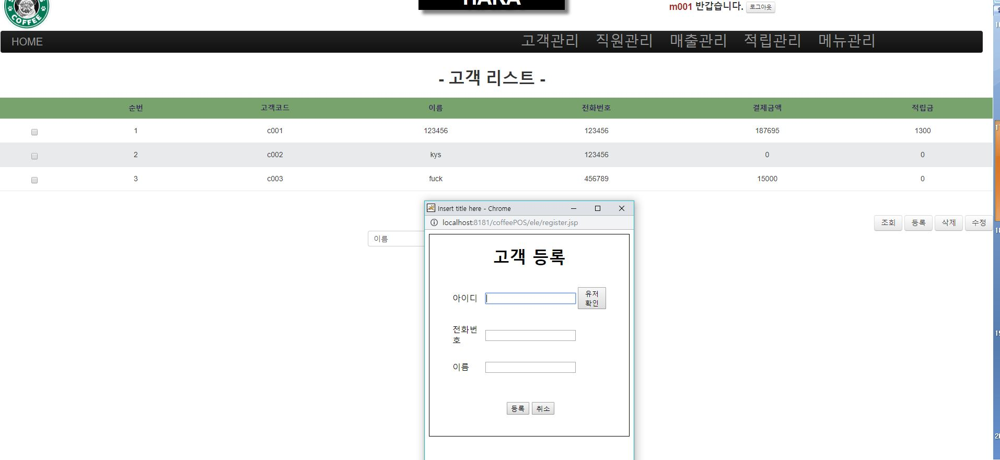 COFFEE
HARA
m001 반갑습니다. 로그아웃
HOME 고객관리 직원관리 매출관리 적립관리 메뉴관리
- 고객 리스트 -
순번 고객코드 이름 전화번호 결제금액 적립금
1 c001 123456 123456 187695 1300
2 c002 kys 123456 0 0
3 c003 fuck 456789 15000 0
조회 등록 삭제 수정
이름
Insert title here - Chrome
localhost:8181/coffeePOS/ele/register.jsp
고객 등록
아이디 유저
확인
전화번
호
이름
등록 취소